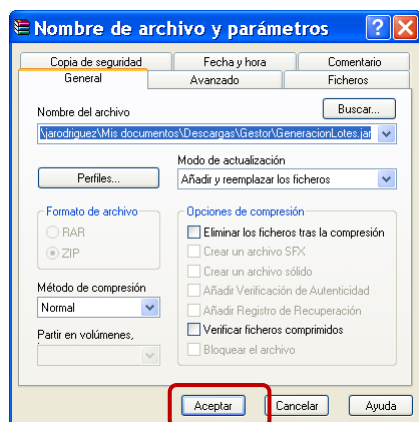 Nombre de archivo y parámetros
Copia de seguridad Fecha y hora Comentario
General Avanzado Ficheros
Nombre del archivo Buscar...
\jarodriguez\Mis documentos\Descargas\Gestor\GeneracionLotes.jar
Modo de actualización
Perfiles... Añadir y reemplazar los ficheros
Formato de archivo Opciones de compresión
RAR Eliminar los ficheros tras la compresión
ZIP Crear un archivo SFX
Crear un archivo sólido
Método de compresión Añadir Verificación de Autenticidad
Normal Añadir Registro de Recuperación
Partir en volúmenes, Verificar ficheros comprimidos
Bloquear el archivo
Aceptar Cancelar Ayuda